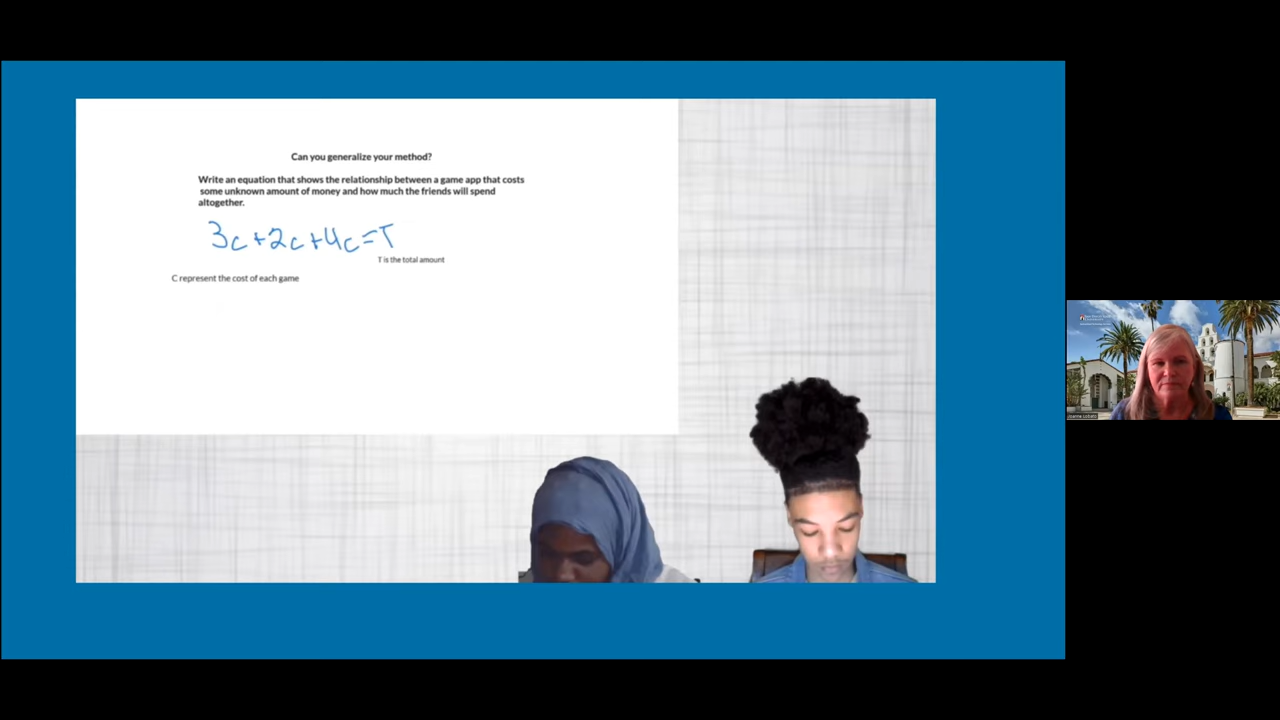 Can you generalize your method?
Write an equation that shows the relationship between a game app that costs
some unknown amount of money and how much the friends will spend
altogether.
3c+2c+4c=T
T is the total amount
C represent the cost of each game
Joanne Lobato